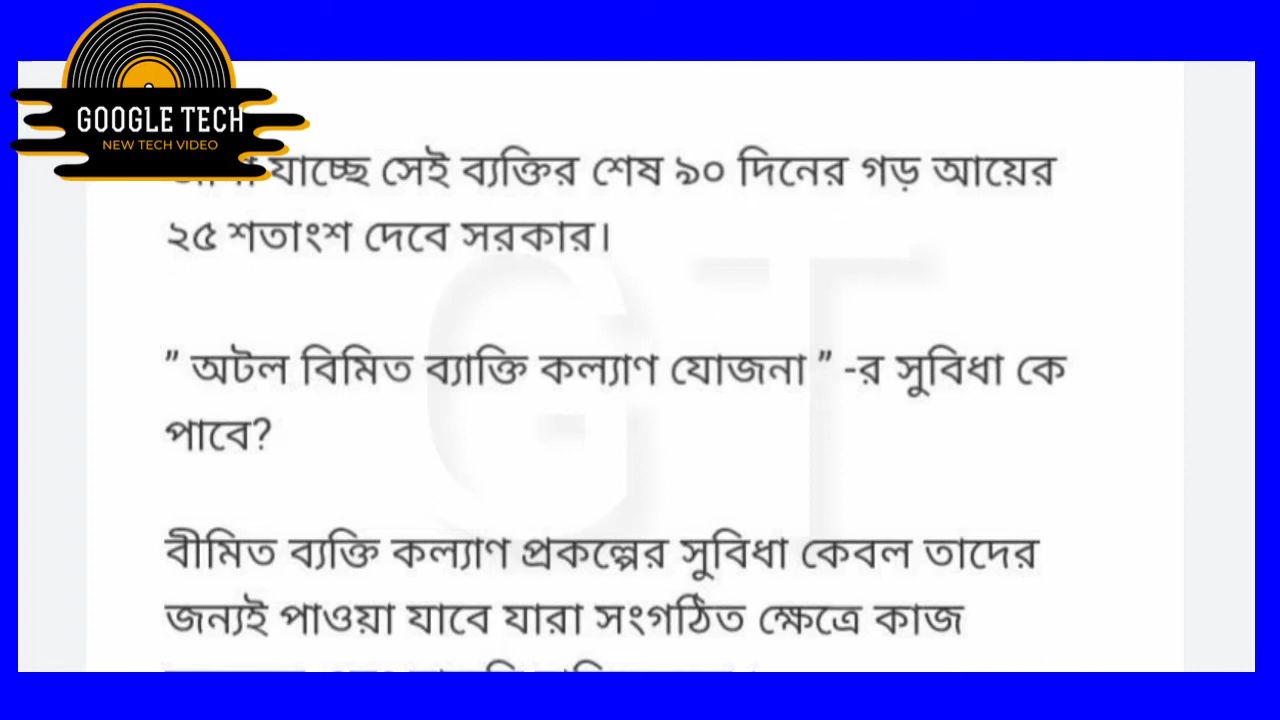 GOOGLE TECH
NEW TECH VIDEO
যাচ্ছে সেই ব্যক্তির শেষ ৯০ দিনের গড় আয়ের
২৫ শতাংশ দেবে সরকার।
” অটল বিমিত ব্যাক্তি কল্যাণ যোজনা ” -র সুবিধা কে
পাবে?
বীমিত ব্যক্তি কল্যাণ প্রকল্পের সুবিধা কেবল তাদের
জন্যই পাওয়া যাবে যারা সংগঠিত ক্ষেত্রে কাজ
GT